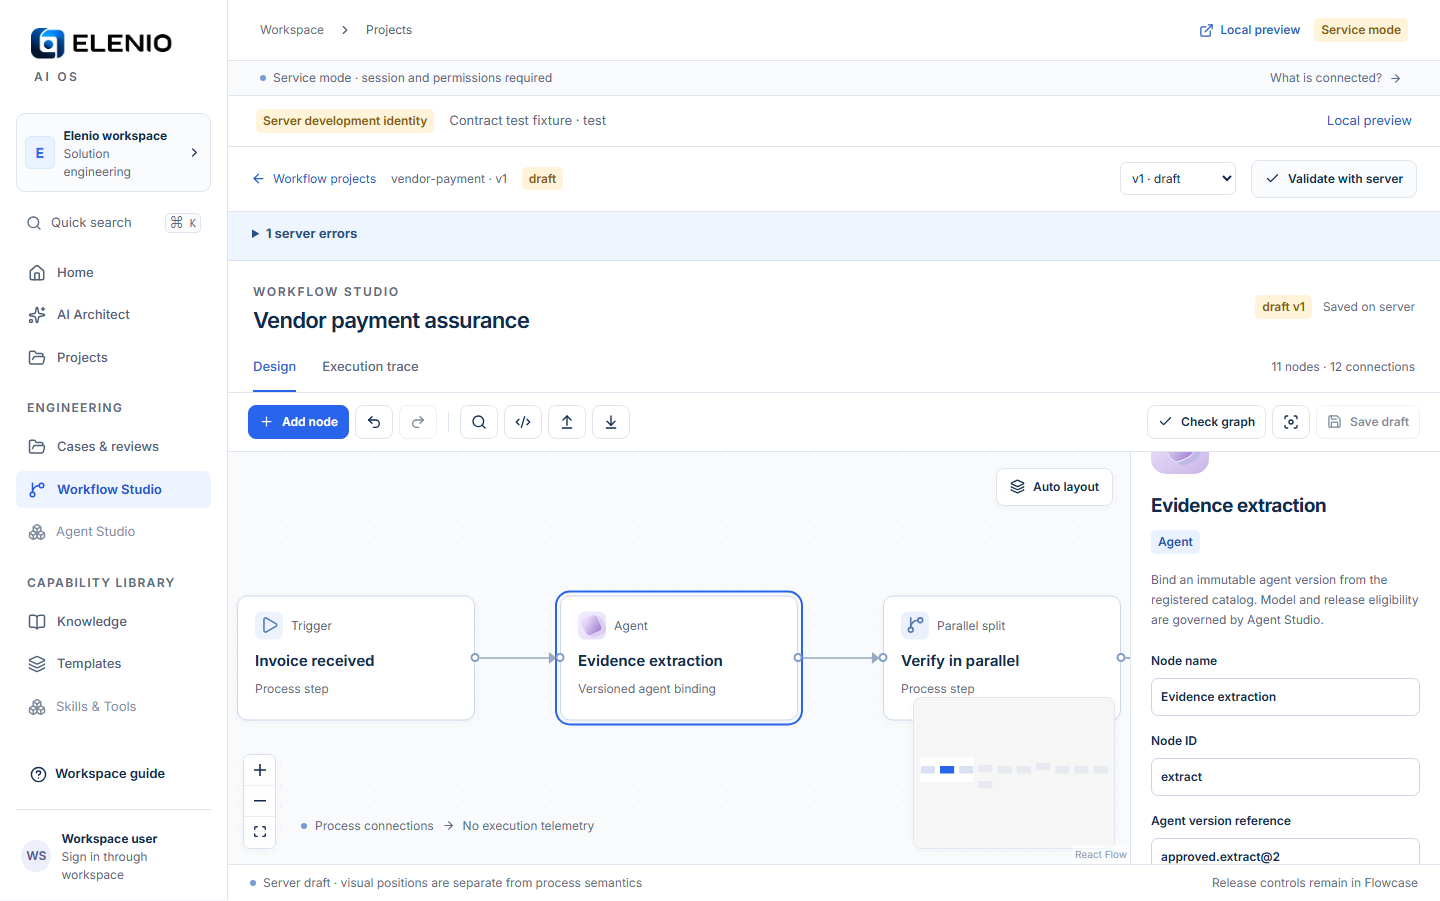 ELENIO
AI OS
E
Elenio workspace
Solution
engineering
Quick search
⌘ K
Home
AI Architect
Projects
ENGINEERING
Cases & reviews
Workflow Studio
Agent Studio
CAPABILITY LIBRARY
Knowledge
Templates
Skills & Tools
Workspace guide
WS
Workspace user
Sign in through
workspace
Workspace > Projects
Local preview
Service mode
Service mode · session and permissions required
What is connected? →
Server development identity
Contract test fixture · test
Local preview
← Workflow projects
vendor-payment · v1
draft
v1 · draft
Validate with server
1 server errors
WORKFLOW STUDIO
Vendor payment assurance
draft v1
Saved on server
Design
Execution trace
11 nodes · 12 connections
+ Add node
Check graph
Save draft
Auto layout
Trigger
Invoice received
Process step
Agent
Evidence extraction
Versioned agent binding
Parallel split
Verify in parallel
Process step
Process connections → No execution telemetry
React Flow
Evidence extraction
Agent
Bind an immutable agent version from the
registered catalog. Model and release eligibility
are governed by Agent Studio.
Node name
Evidence extraction
Node ID
extract
Agent version reference
approved.extract@2
Server draft · visual positions are separate from process semantics
Release controls remain in Flowcase